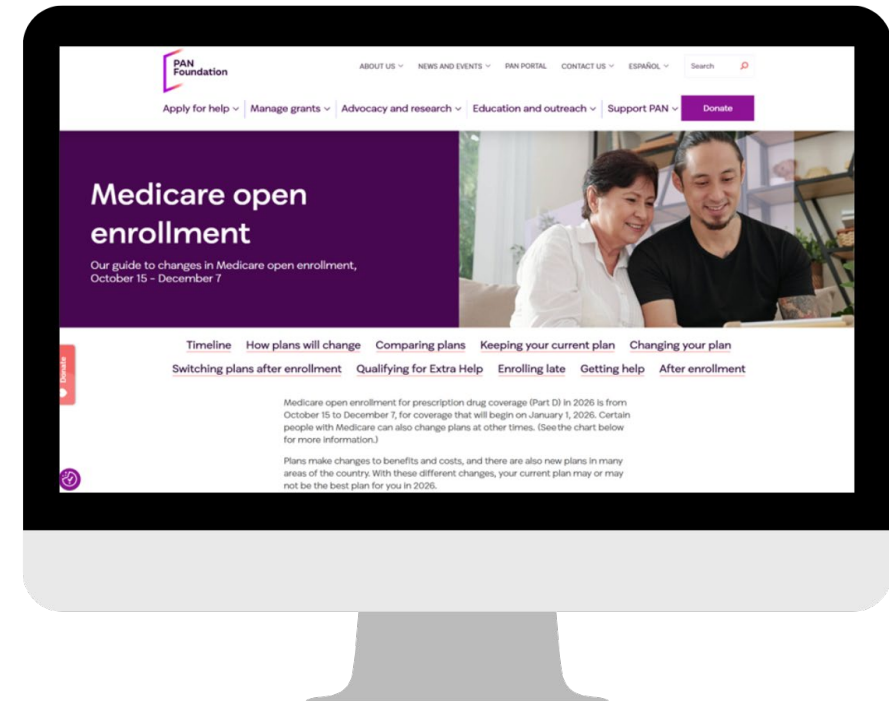 PAN
Foundation
ABOUT US NEWS AND EVENTS PAN PORTAL CONTACT US ESPAÑOL Search
Apply for help Manage grants Advocacy and research Education and outreach Support PAN Donate
Medicare open
enrollment
Our guide to changes in Medicare open enrollment,
October 15 – December 7
Timeline How plans will change Comparing plans Keeping your current plan Changing your plan
Donate
Switching plans after enrollment Qualifying for Extra Help Enrolling late Getting help After enrollment
Medicare open enrollment for prescription drug coverage (Part D) in 2026 is from
October 15 to December 7, for coverage that will begin on January 1, 2026. Certain
people with Medicare can also change plans at other times. (See the chart below
for more information.)
Plans make changes to benefits and costs, and there are also new plans in many
areas of the country. With these different changes, your current plan may or may
not be the best plan for you in 2026.